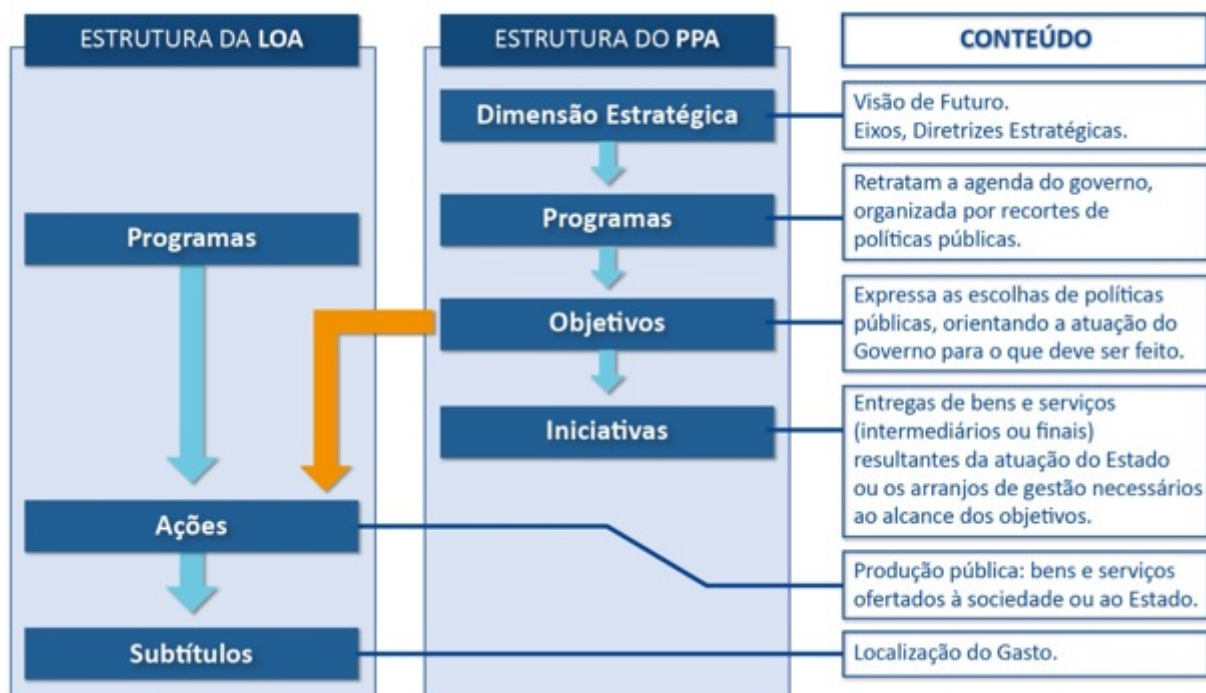 ESTRUTURA DA LOA
Programas
Ações
Subtítulos
ESTRUTURA DO PPA
Dimensão Estratégica
Programas
Objetivos
Iniciativas
CONTEÚDO
Visão de Futuro.
Eixos, Diretrizes Estratégicas.
Retratam a agenda do governo,
organizada por recortes de
políticas públicas.
Expressa as escolhas de políticas
públicas, orientando a atuação do
Governo para o que deve ser feito.
Entregas de bens e serviços
(intermediários ou finais)
resultantes da atuação do Estado
ou os arranjos de gestão necessários
ao alcance dos objetivos.
Produção pública: bens e serviços
ofertados à sociedade ou ao Estado.
Localização do Gasto.